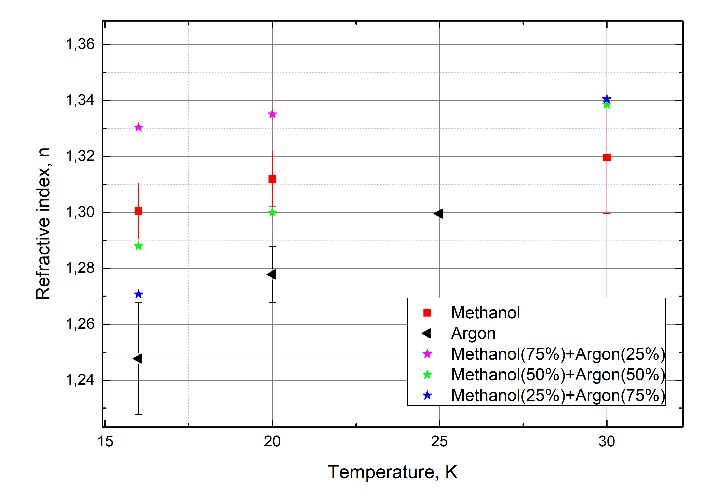 1,36
1,34
1,32
1,30
1,28
1,26
1,24
Refractive index, n
Methanol
Argon
Methanol(75%)+Argon(25%)
Methanol(50%)+Argon(50%)
Methanol(25%)+Argon(75%)
15
20
25
30
Temperature, K